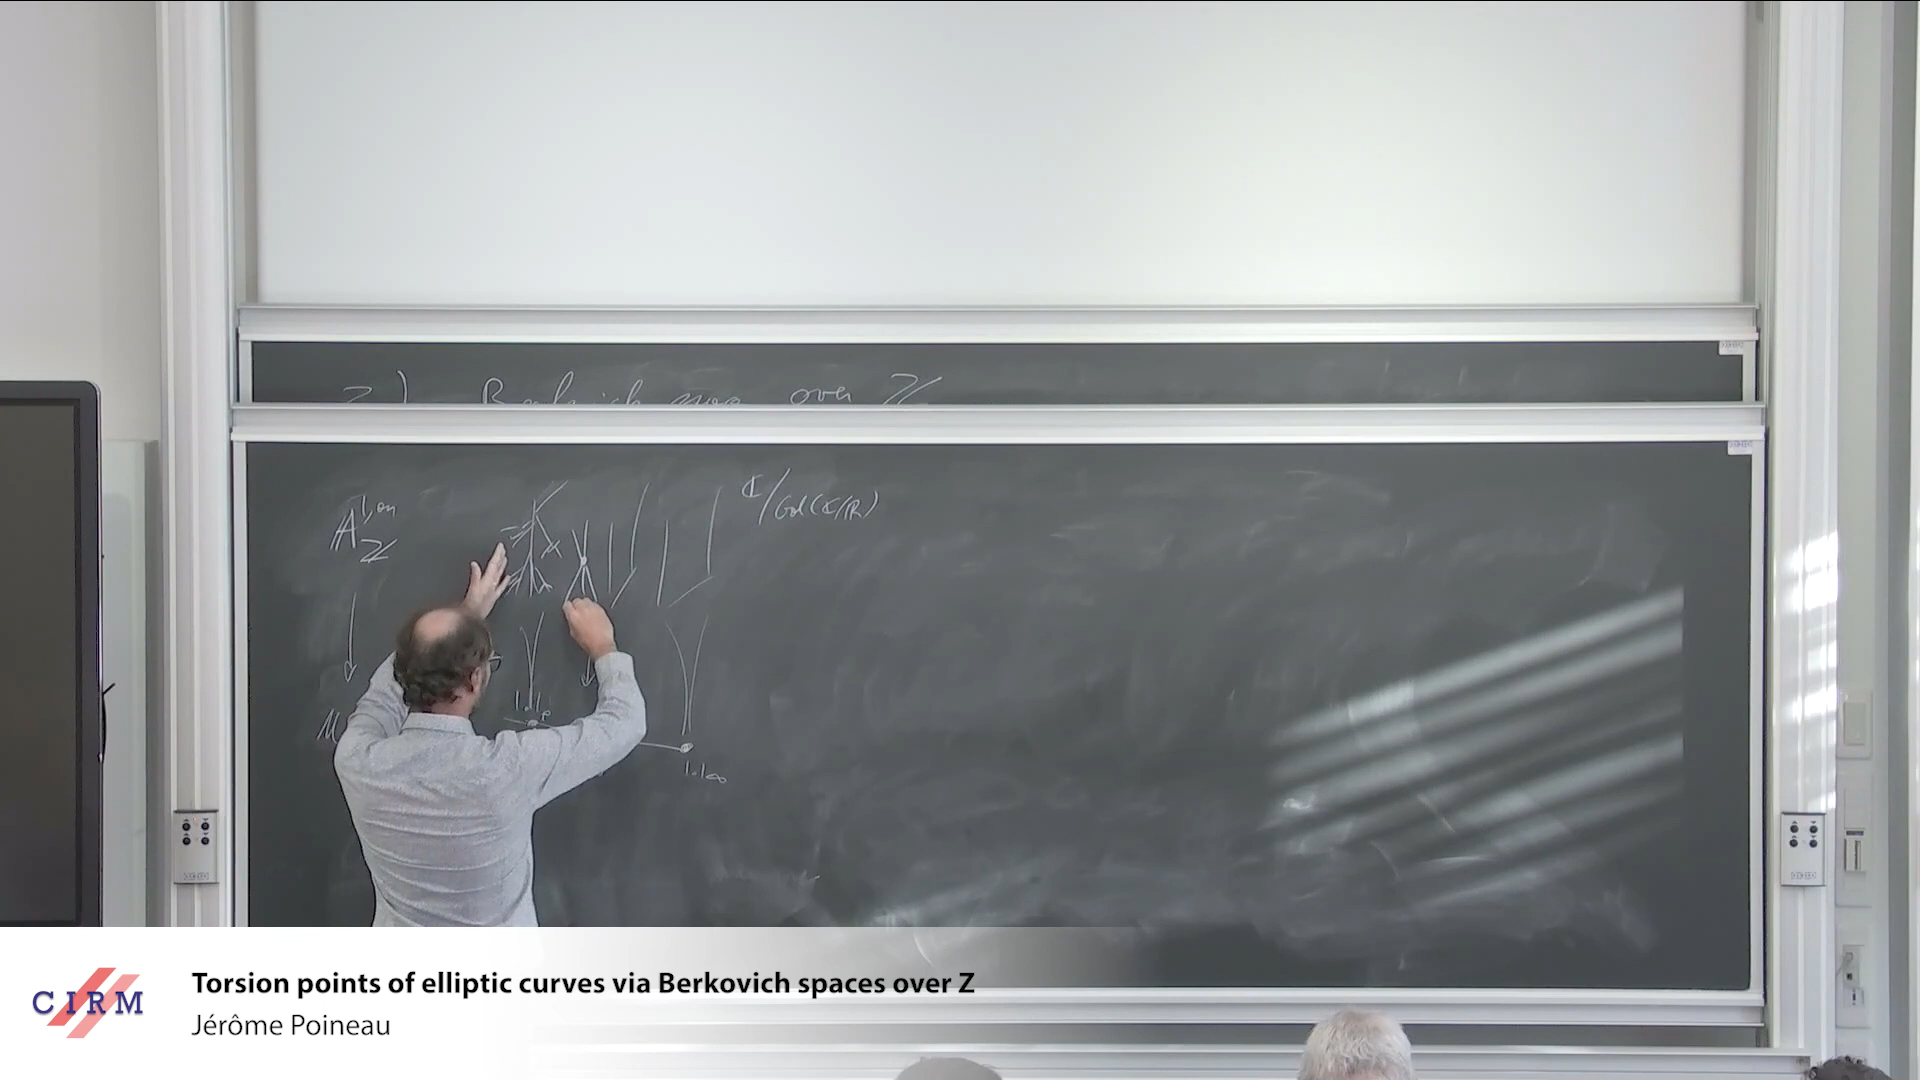 2) Berkovich spaces over Z
A^{1,an}_Z
ℂ/Gal(ℂ/ℝ)
|.|_p
M
|.|_∞
CIRM
Torsion points of elliptic curves via Berkovich spaces over Z
Jérôme Poineau